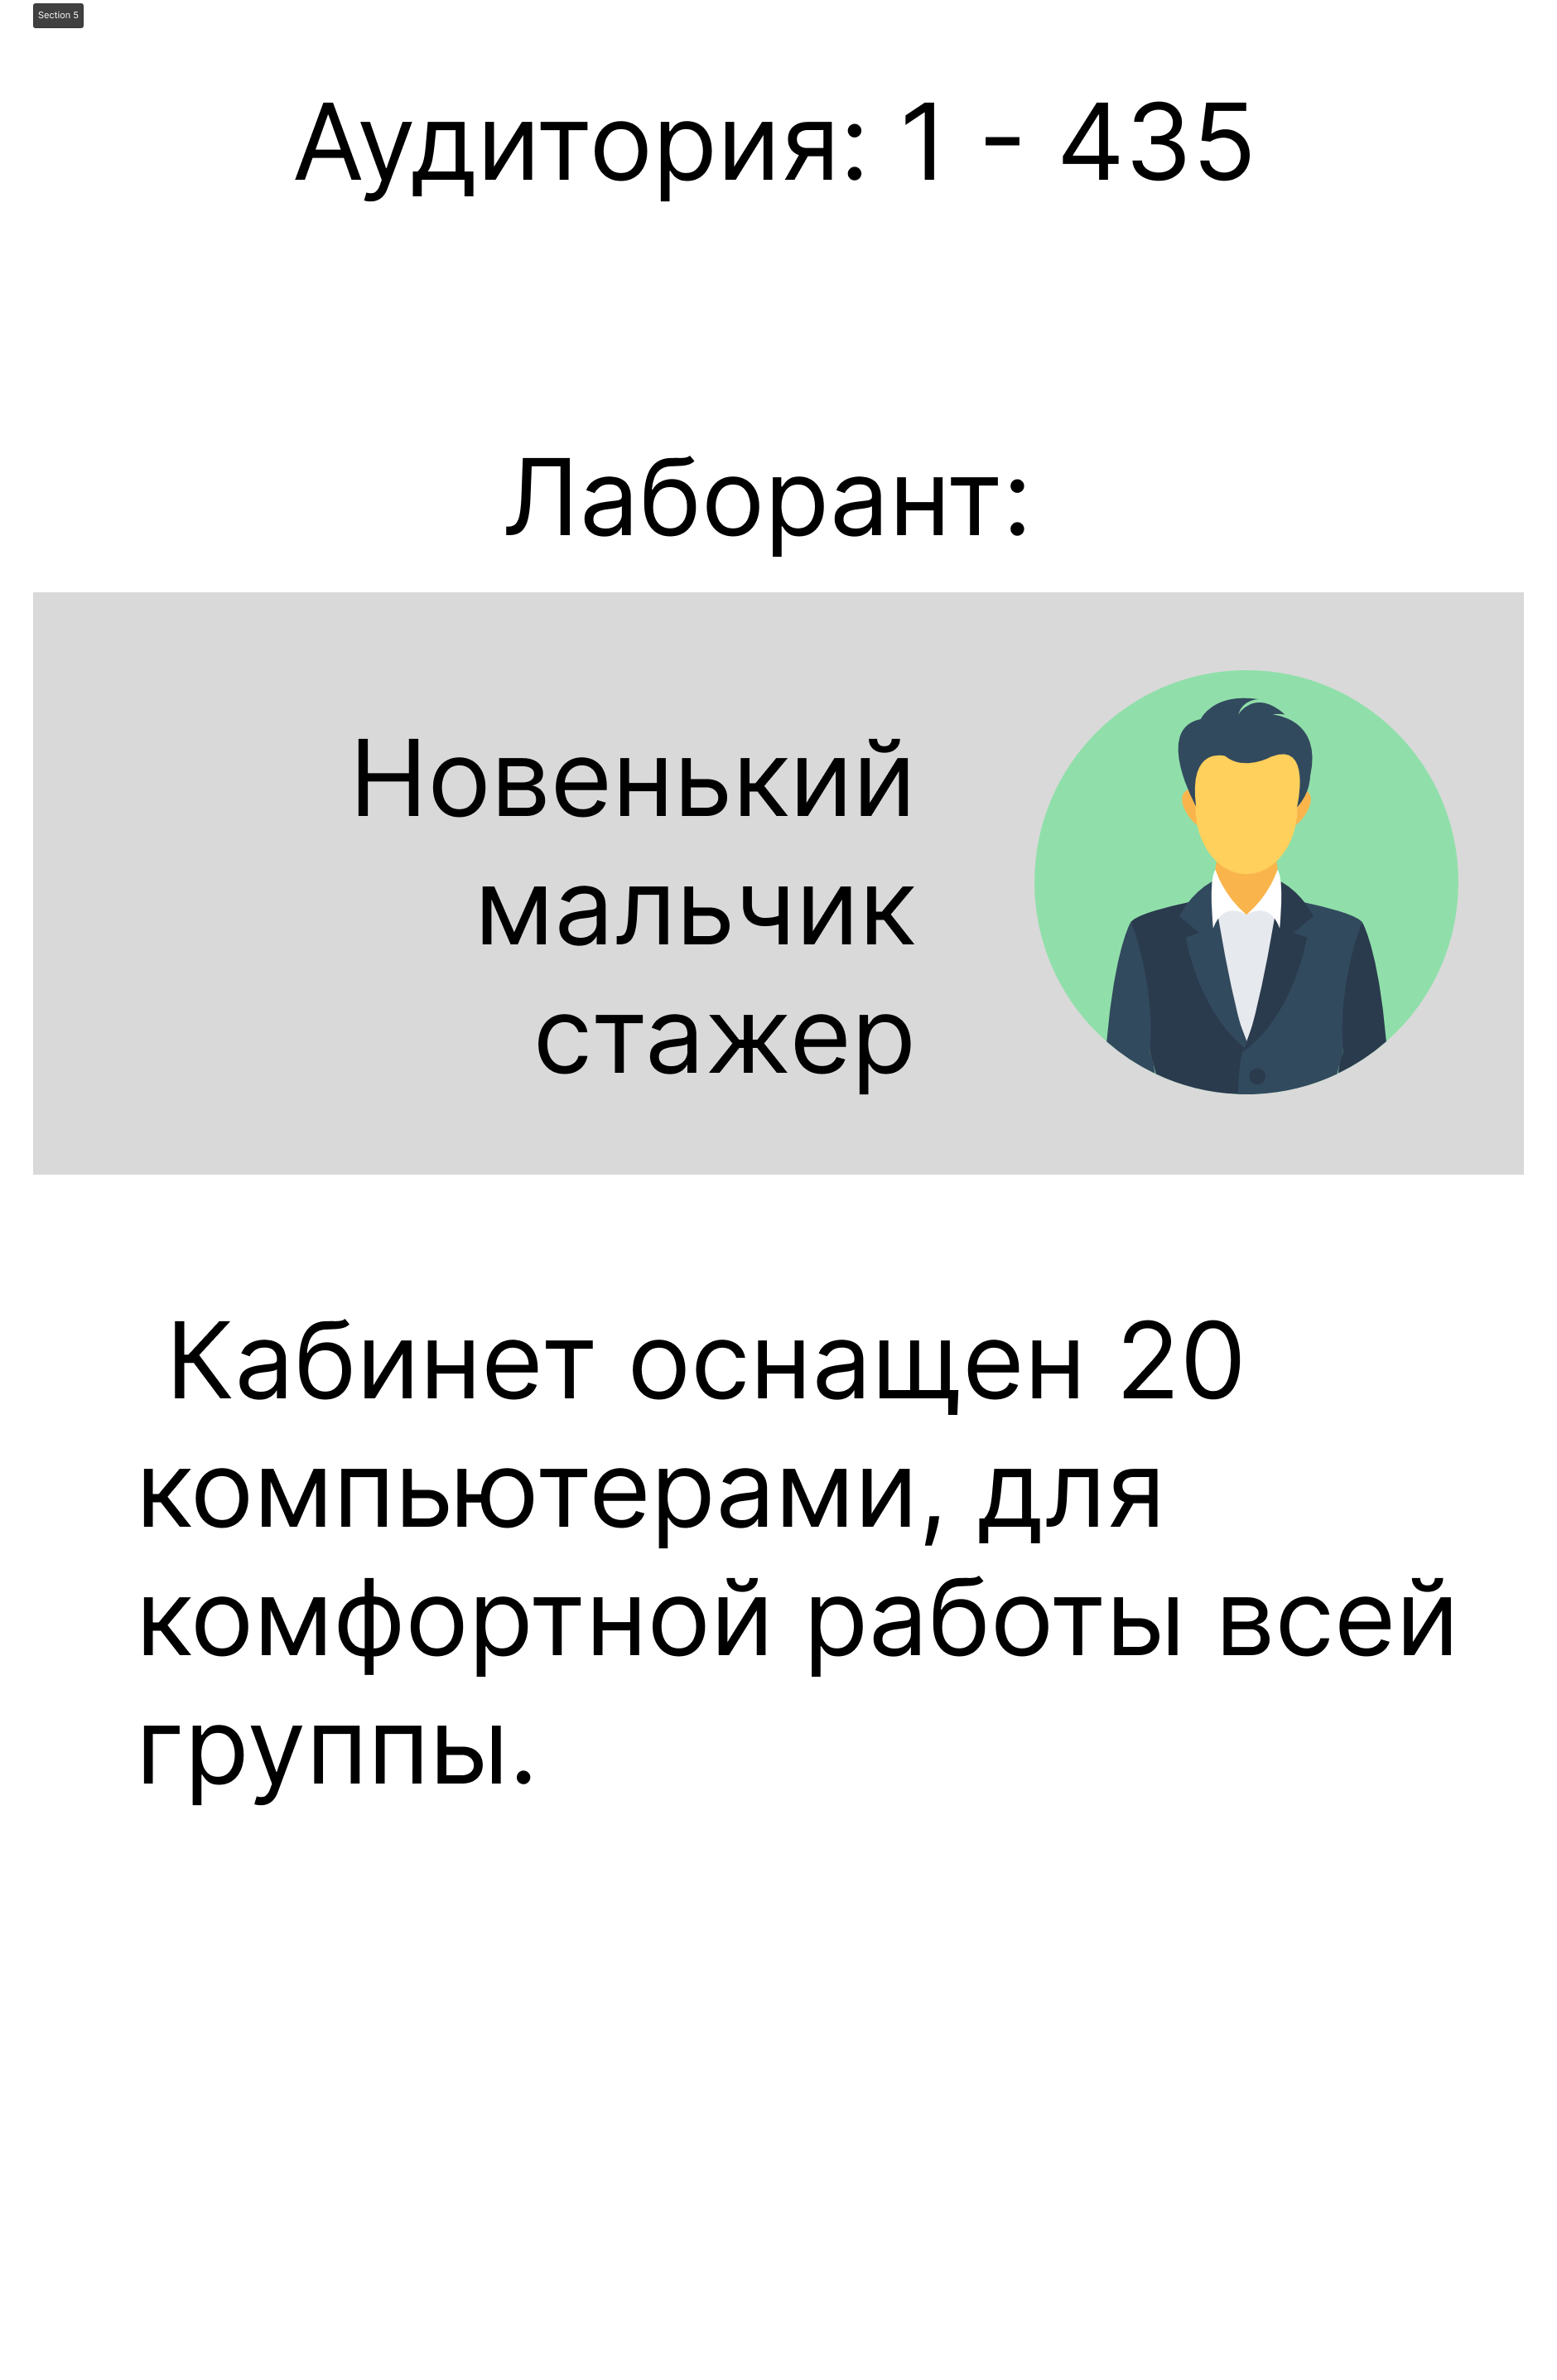 Section 5
Аудитория: 1 - 435
Лаборант:
Новенький
мальчик
стажер
Кабинет оснащен 20
компьютерами, для
комфортной работы всей
группы.